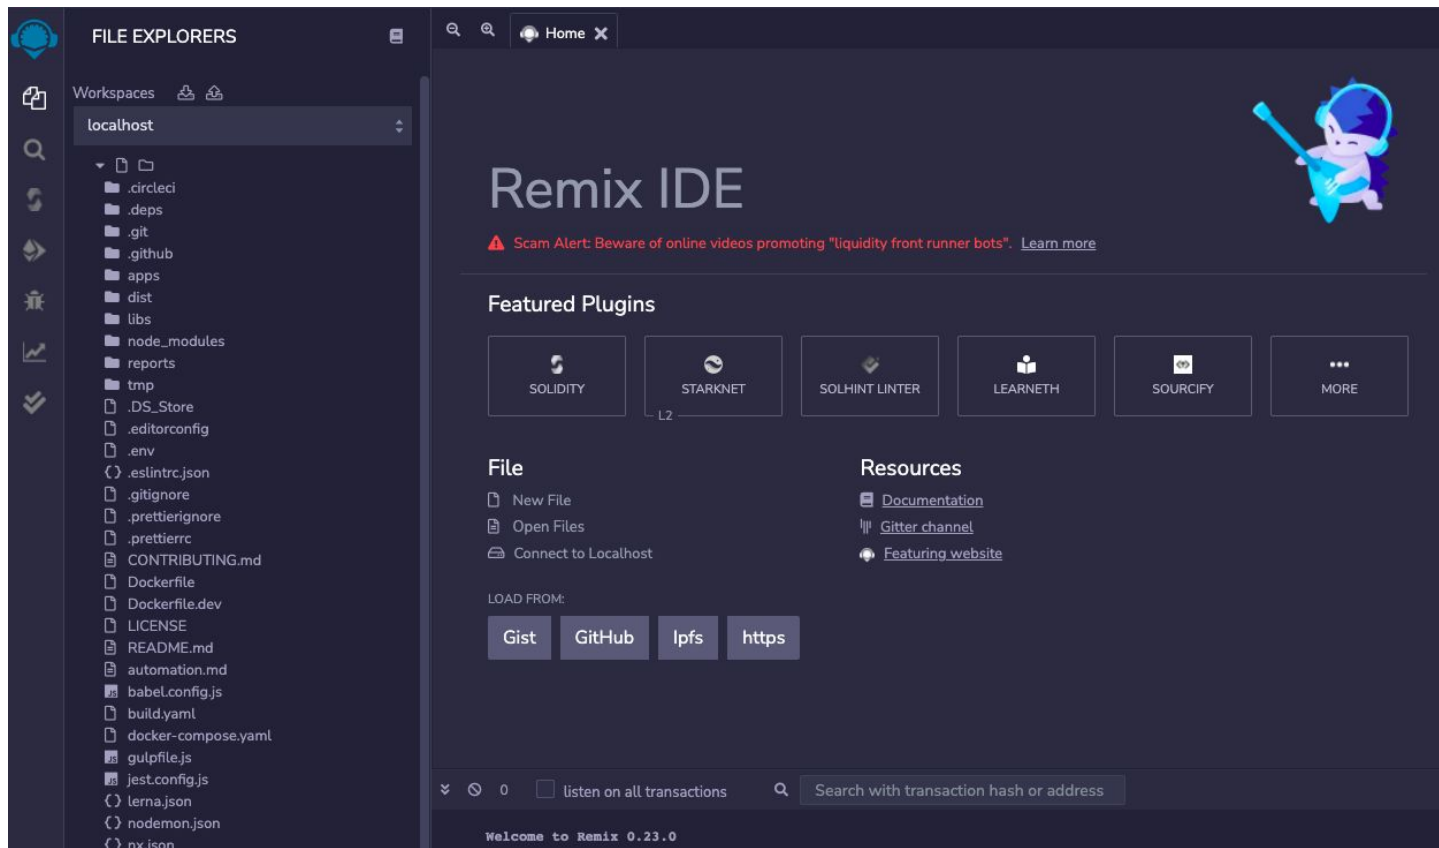 FILE EXPLORERS
Workspaces
localhost
.circleci
.deps
.git
.github
apps
dist
libs
node_modules
reports
tmp
.DS_Store
.editorconfig
.env
.eslintrc.json
.gitignore
.prettierignore
.prettierrc
CONTRIBUTING.md
Dockerfile
Dockerfile.dev
LICENSE
README.md
automation.md
babel.config.js
build.yaml
docker-compose.yaml
gulpfile.js
jest.config.js
lerna.json
nodemon.json
nx.json
Home
Remix IDE
Scam Alert: Beware of online videos promoting "liquidity front runner bots". Learn more
Featured Plugins
SOLIDITY
STARKNET
L2
SOLHINT LINTER
LEARNETH
SOURCIFY
MORE
File
New File
Open Files
Connect to Localhost
Resources
Documentation
Gitter channel
Featuring website
LOAD FROM:
Gist GitHub Ipfs https
0 listen on all transactions Search with transaction hash or address
Welcome to Remix 0.23.0